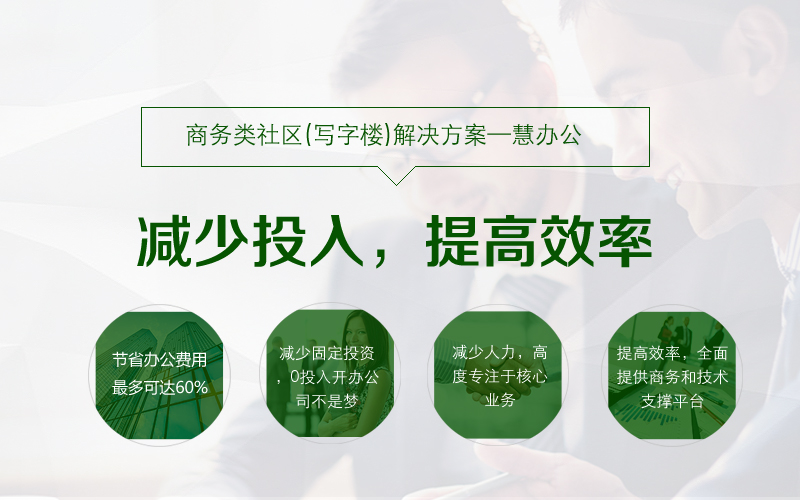 商务类社区(写字楼)解决方案—慧办公
减少投入，提高效率
节省办公费用
最多可达60%
减少固定投资
，0投入开办公
司不是梦
减少人力，高
度专注于核心
业务
提高效率，全面
提供商务和技术
支撑平台